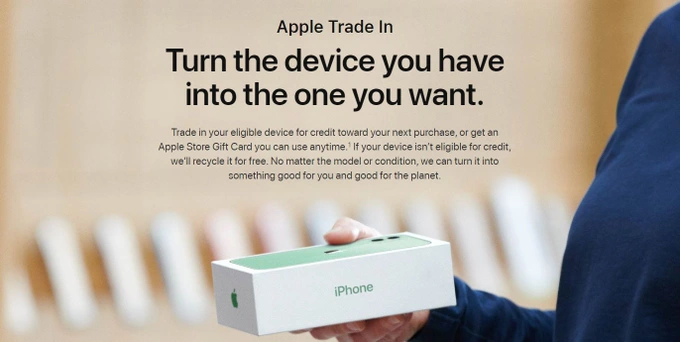 Apple Trade In
Turn the device you have
into the one you want.
Trade in your eligible device for credit toward your next purchase, or get an
Apple Store Gift Card you can use anytime.¹ If your device isn't eligible for credit,
we'll recycle it for free. No matter the model or condition, we can turn it into
something good for you and good for the planet.
iPhone